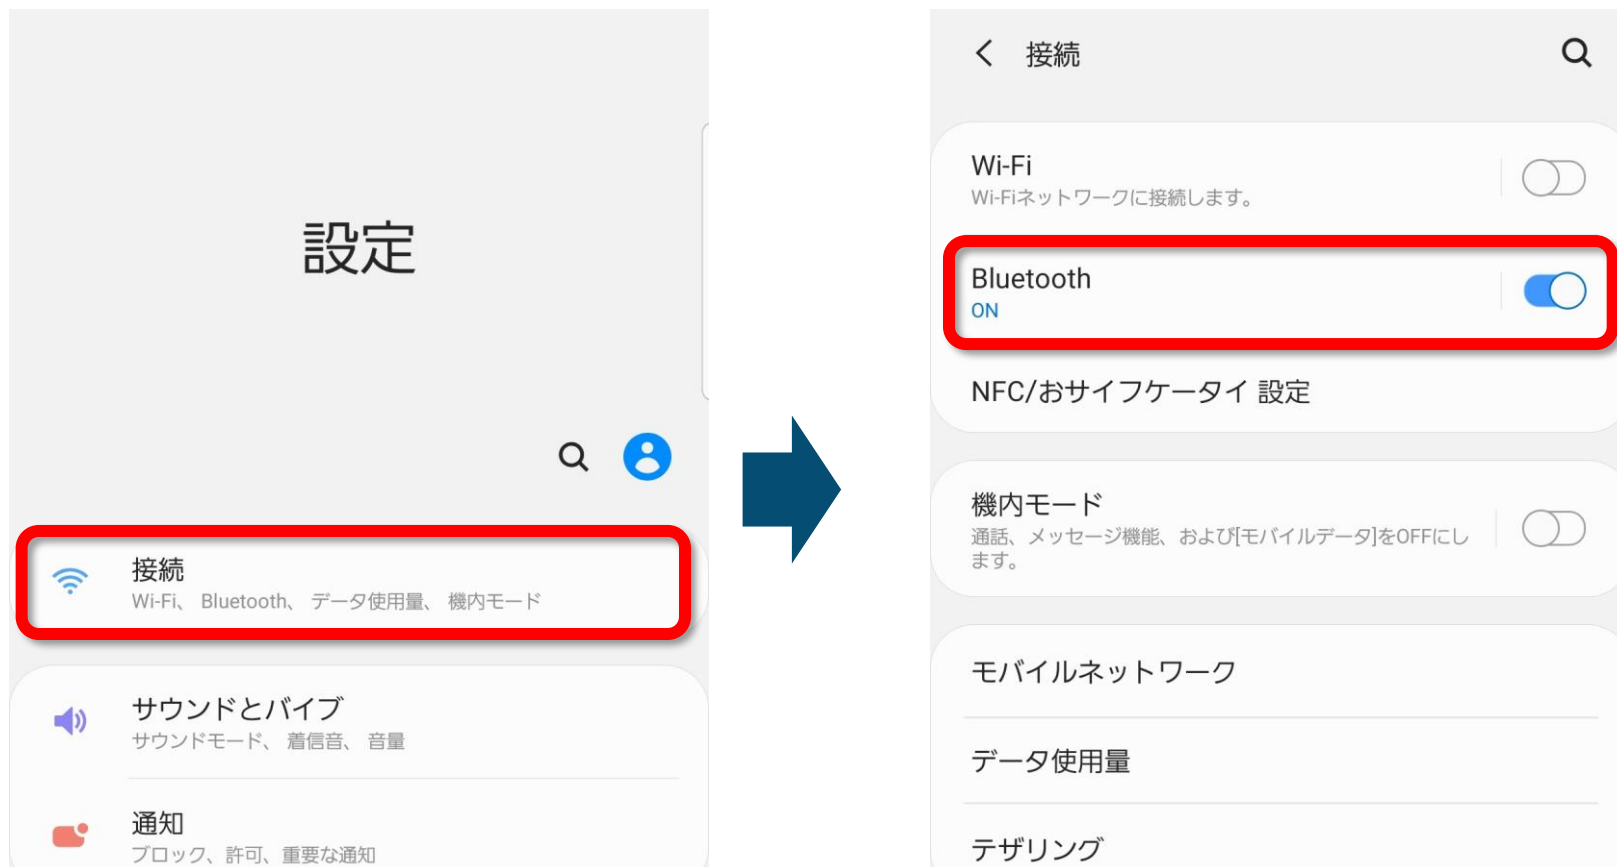 設定
接続
Wi-Fi、 Bluetooth、 データ使用量、 機内モード
サウンドとバイブ
サウンドモード、 着信音、 音量
通知
ブロック、許可、重要な通知
接続
Wi-Fi
Wi-Fiネットワークに接続します。
Bluetooth
ON
NFC/おサイフケータイ 設定
機内モード
通話、メッセージ機能、および[モバイルデータ]をOFFにし
ます。
モバイルネットワーク
データ使用量
テザリング